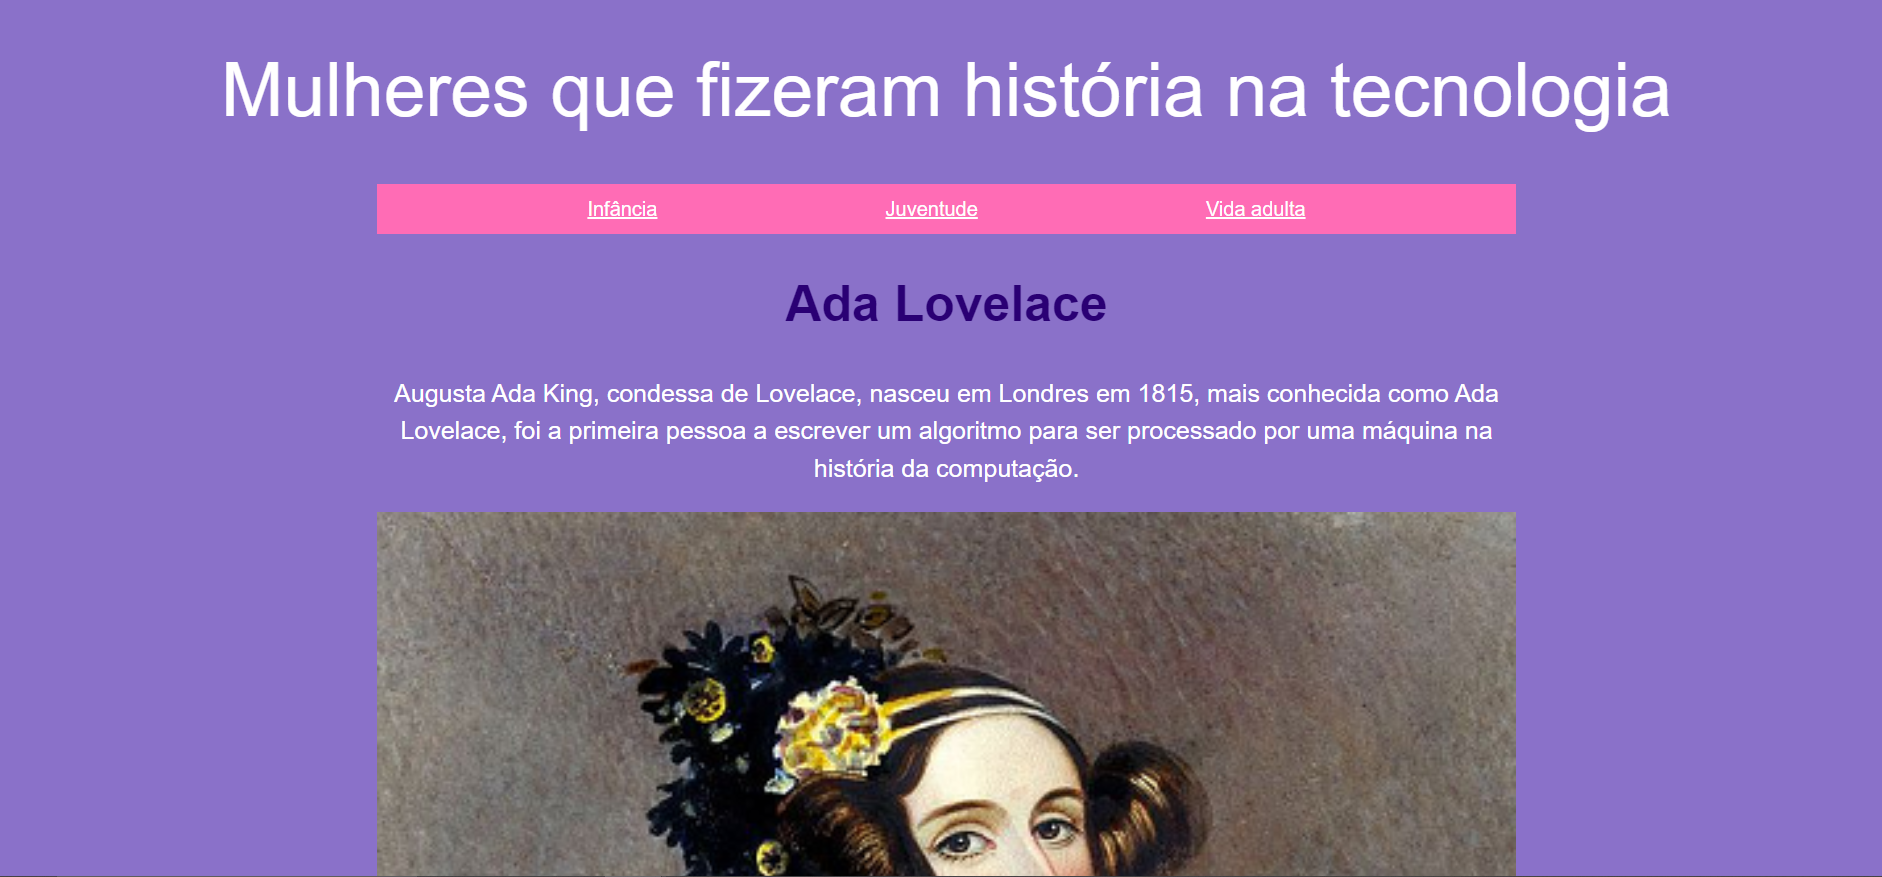 Mulheres que fizeram história na tecnologia
Infância
Juventude
Vida adulta
Ada Lovelace
Augusta Ada King, condessa de Lovelace, nasceu em Londres em 1815, mais conhecida como Ada
Lovelace, foi a primeira pessoa a escrever um algoritmo para ser processado por uma máquina na
história da computação.